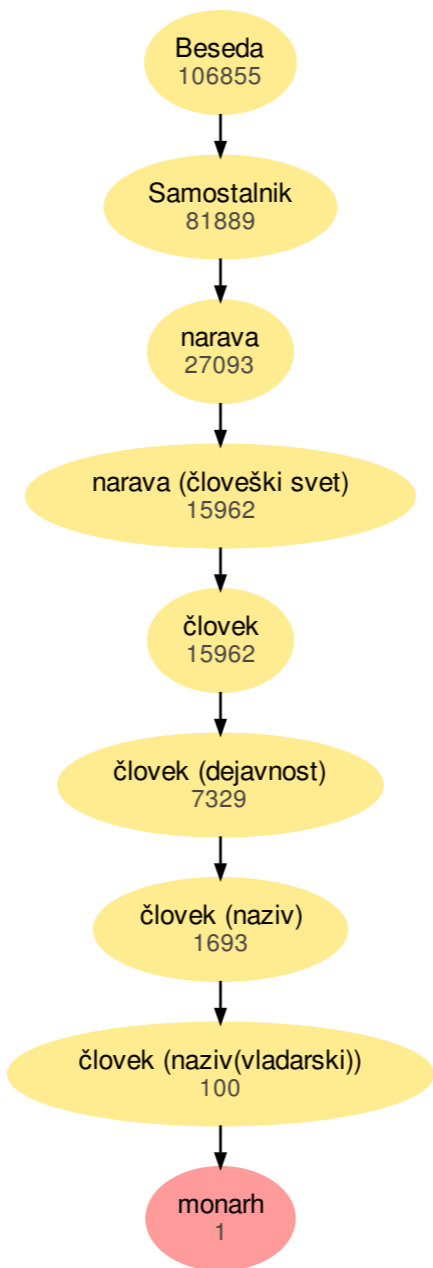 Beseda
106855
Samostalnik
81889
narava
27093
narava (človeški svet)
15962
človek
15962
človek (dejavnost)
7329
človek (naziv)
1693
človek (naziv(vladarski))
100
monarh
1